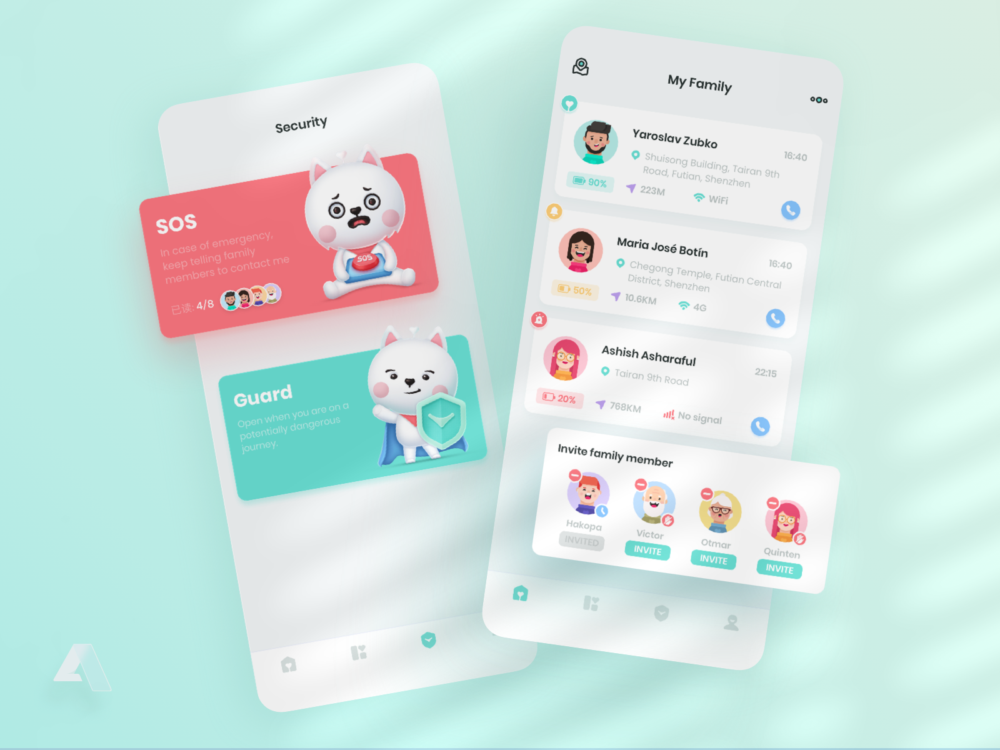 Security
SOS
In case of emergency,
keep telling family
members to contact me
已读: 4/8
SOS
Guard
Open when you are on a
potentially dangerous
journey.
My Family
Yaroslav Zubko
16:40
Shuisong Building, Tairan 9th
Road, Futian, Shenzhen
90%
223M
WiFi
Maria José Botín
16:40
Chegong Temple, Futian Central
District, Shenzhen
50%
10.6KM
4G
Ashish Asharaful
22:15
Tairan 9th Road
20%
768KM
No signal
Invite family member
Hakopa
INVITED
Victor
INVITE
Otmar
INVITE
Quinten
INVITE